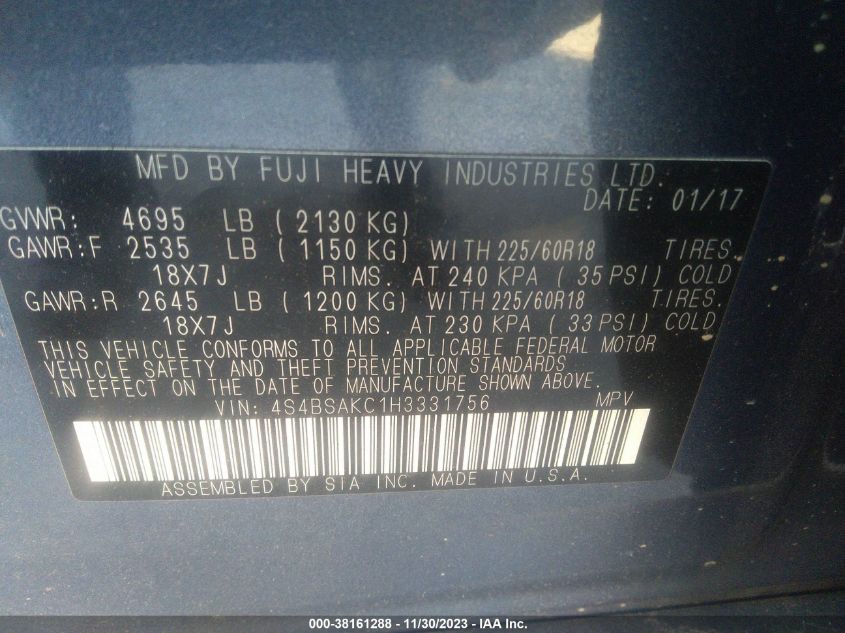 MFD BY FUJI HEAVY INDUSTRIES LTD.
DATE: 01/17
GVWR: 4695 LB ( 2130 KG)
GAWR:F 2535 LB ( 1150 KG) WITH 225/60R18 TIRES.
18X7J RIMS. AT 240 KPA ( 35 PSI) COLD
GAWR:R 2645 LB ( 1200 KG) WITH 225/60R18 TIRES.
18X7J RIMS. AT 230 KPA ( 33 PSI) COLD
THIS VEHICLE CONFORMS TO ALL APPLICABLE FEDERAL MOTOR
VEHICLE SAFETY AND THEFT PREVENTION STANDARDS
IN EFFECT ON THE DATE OF MANUFACTURE SHOWN ABOVE.
VIN: 4S4BSAKC1H3331756 MPV
ASSEMBLED BY SIA INC. MADE IN U.S.A.
000-38161288 - 11/30/2023 - IAA Inc.